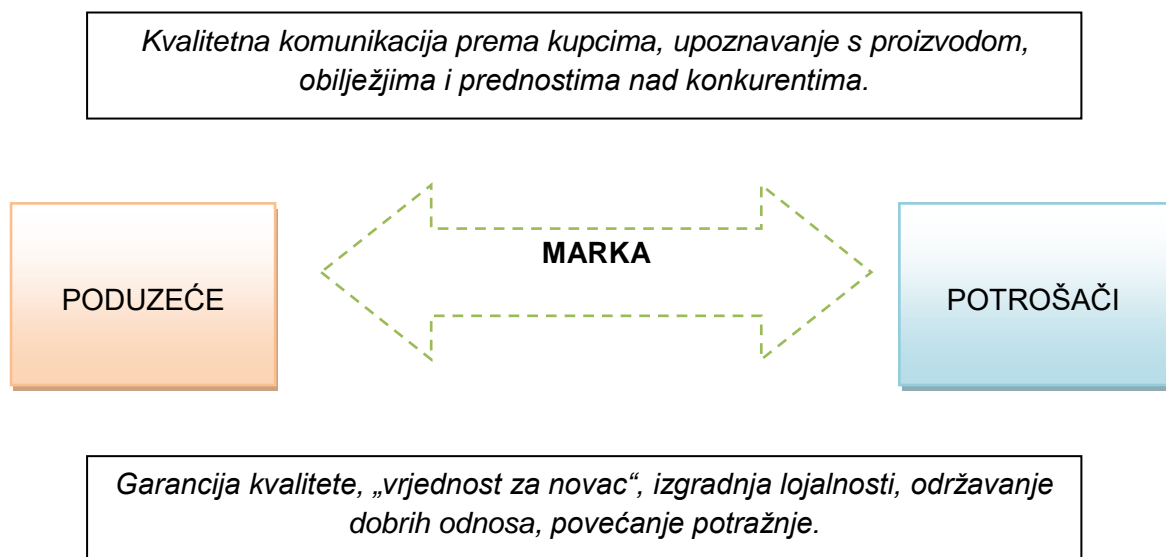 Kvalitetna komunikacija prema kupcima, upoznavanje s proizvodom,
obilježjima i prednostima nad konkurentima.
MARKA
PODUZEĆE
POTROŠAČI
Garancija kvalitete, „vrjednost za novac“, izgradnja lojalnosti, održavanje
dobrih odnosa, povećanje potražnje.